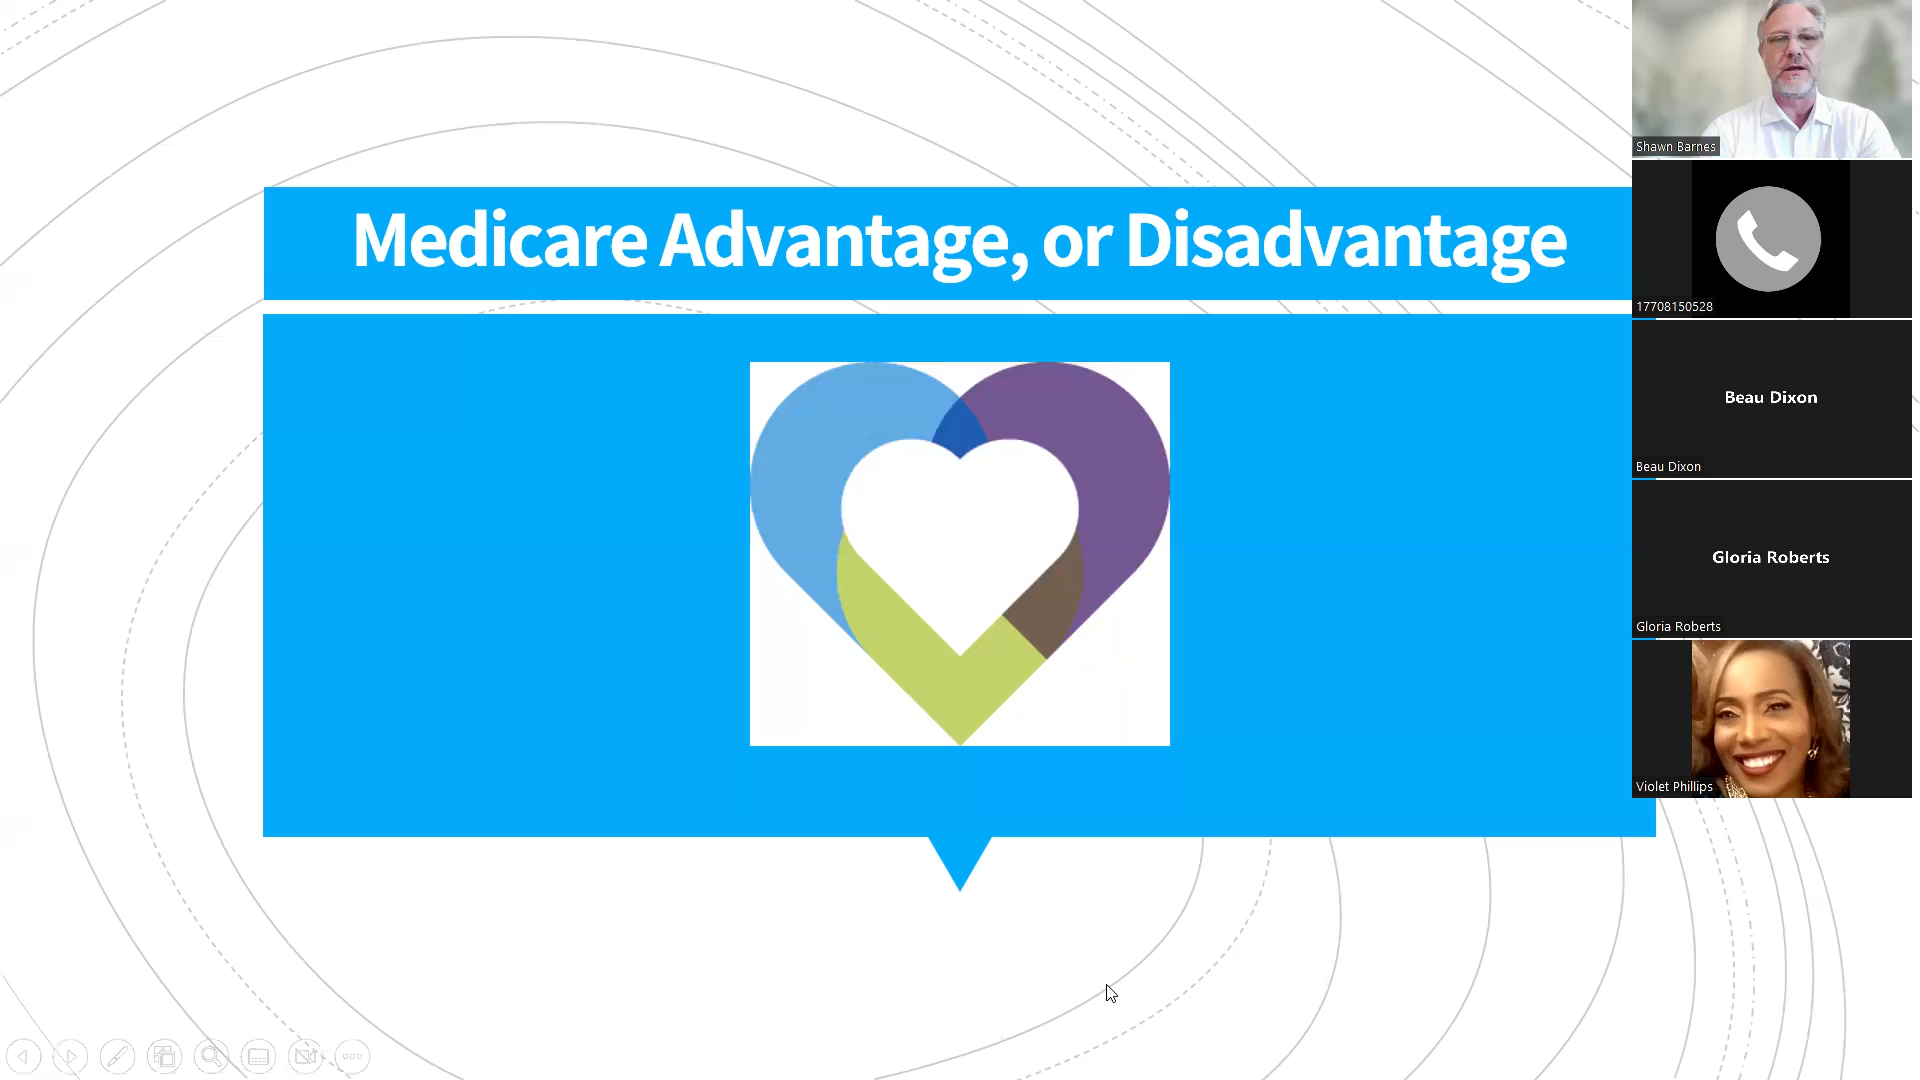 Medicare Advantage, or Disadvantage
Shawn Barnes
17708150528
Beau Dixon
Beau Dixon
Gloria Roberts
Gloria Roberts
Violet Phillips